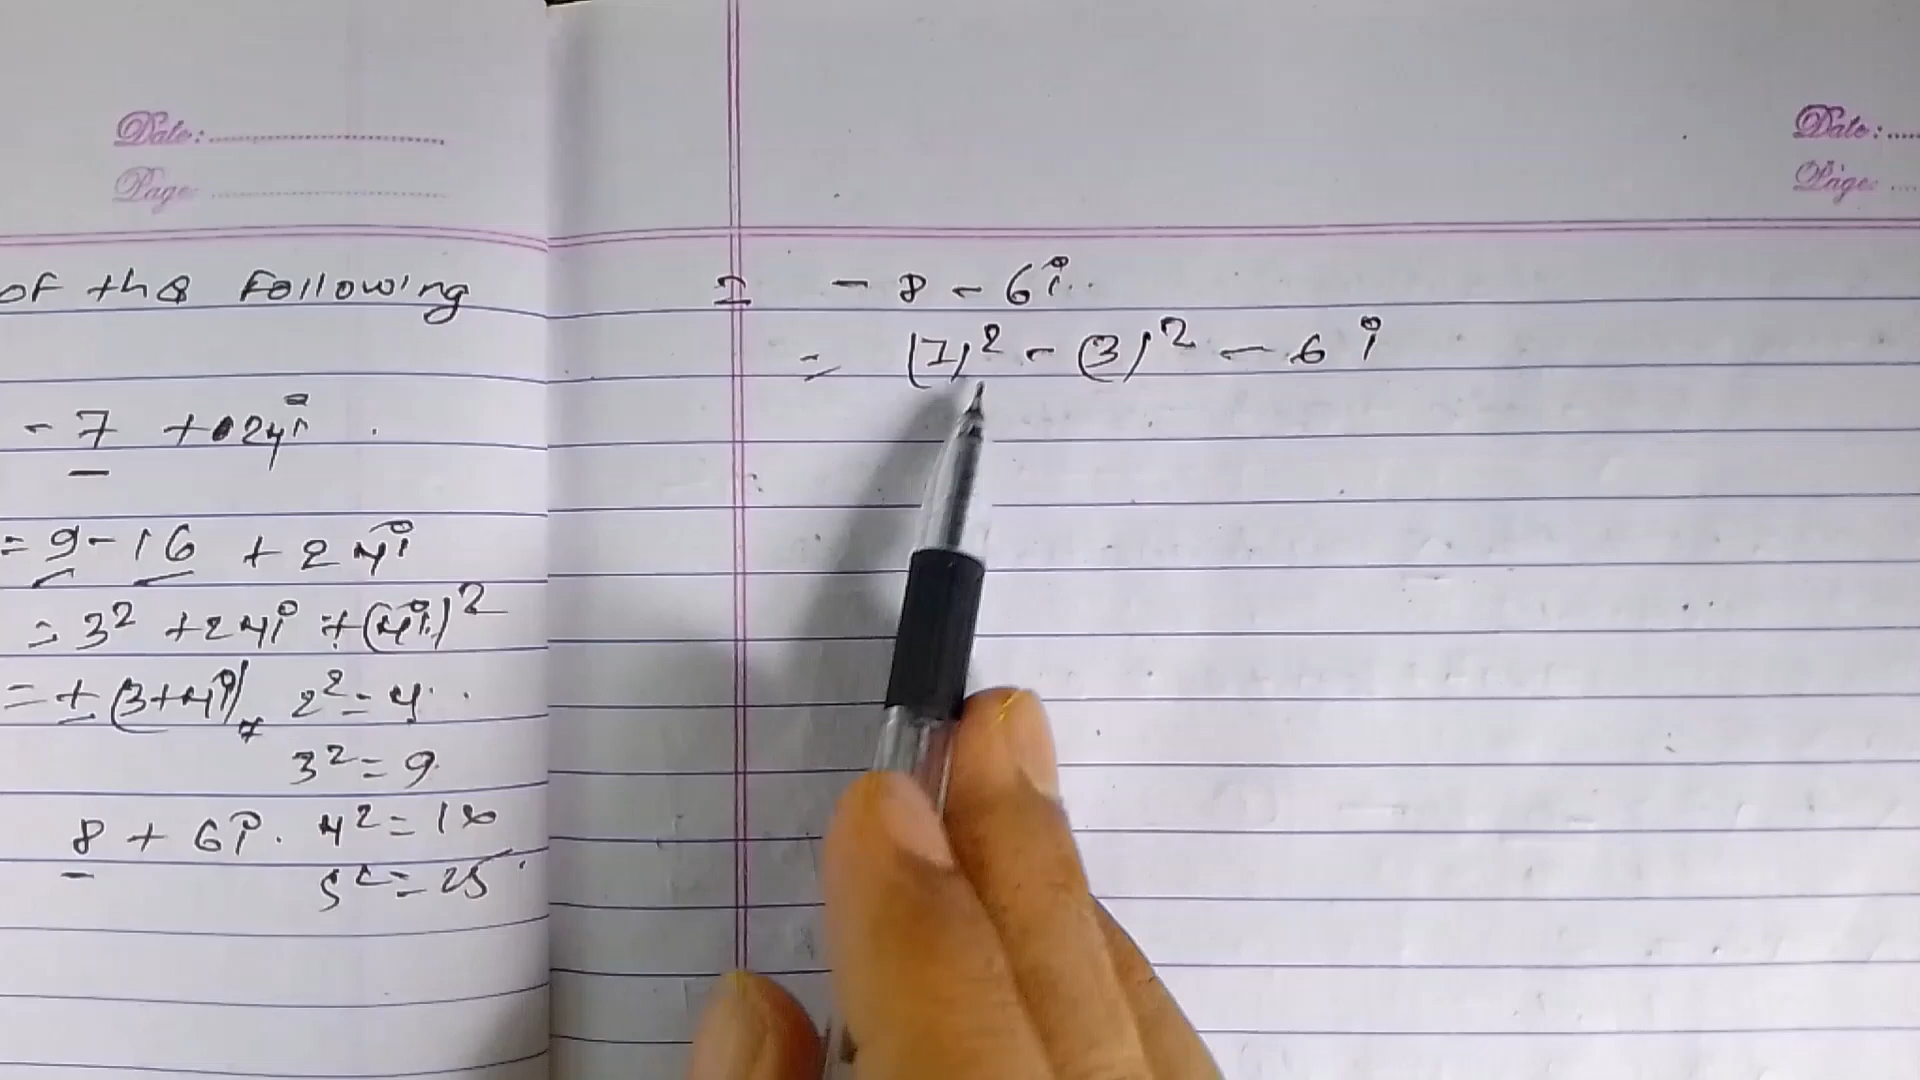 Date:
Page:
of the following
- 7 + 24i
= 9 - 16 + 24i
= 3² + 24i + (4i)²
= ± (3+4i)
2² = 4
3² = 9
8 + 6i. 4² = 16
5² = 25
Date:
Page:
2 - 8 - 6i
= (1)² - (3)² - 6i